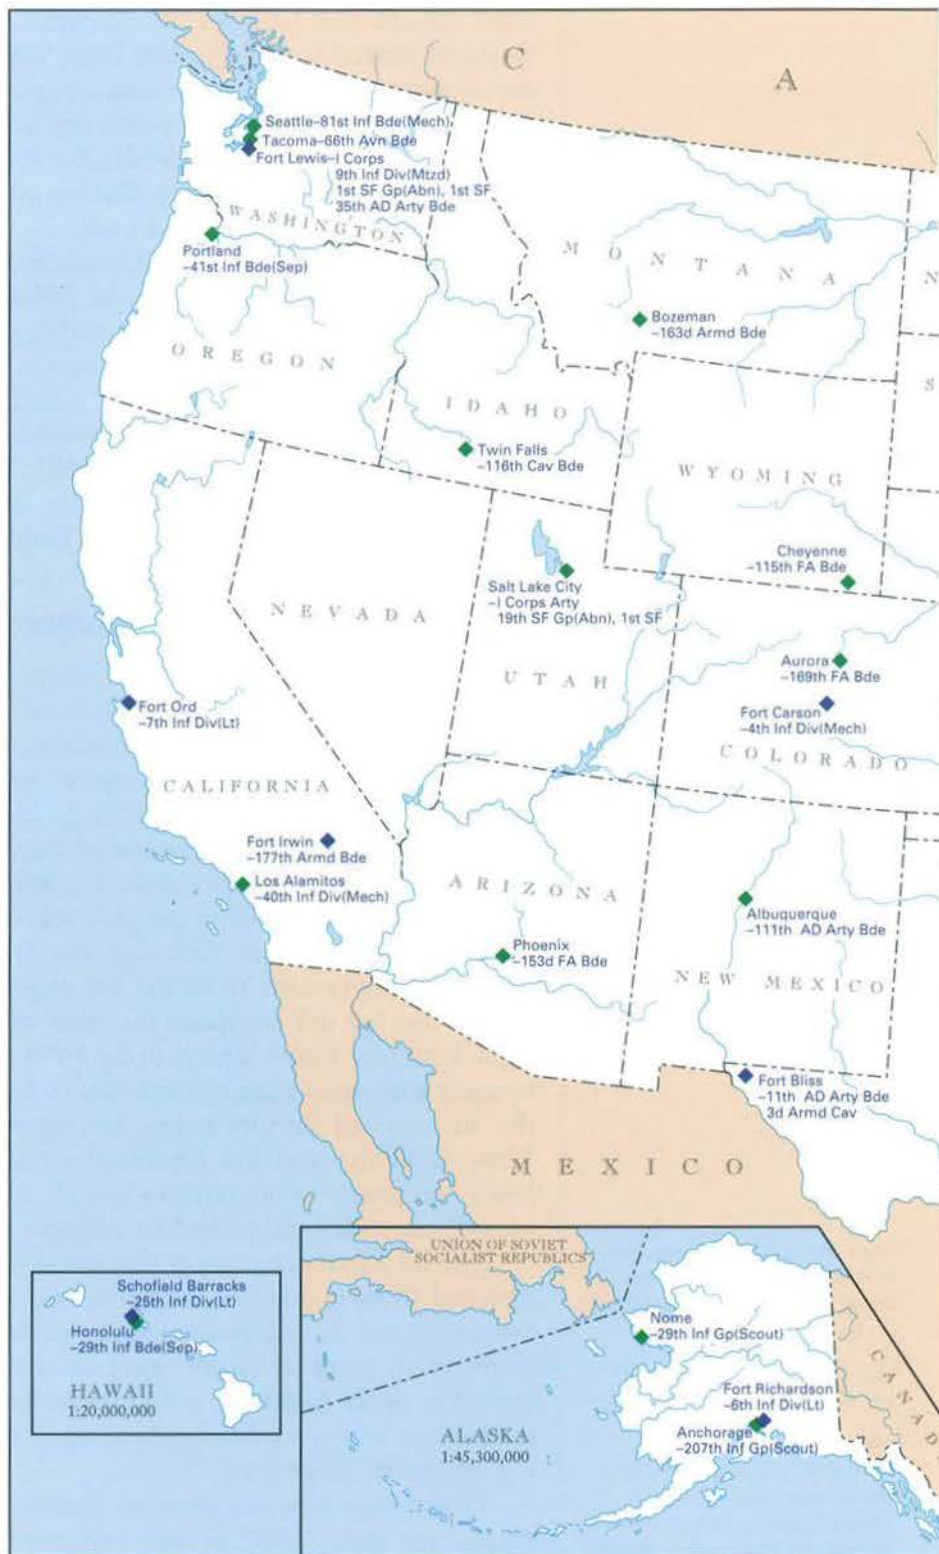 C A
Seattle–81st Inf Bde(Mech)
Tacoma–66th Avn Bde
Fort Lewis–I Corps
9th Inf Div(Mtzd)
1st SF Gp(Abn), 1st SF
35th AD Arty Bde
WASHINGTON
Portland
–41st Inf Bde(Sep)
MONTANA
N
Bozeman
–163d Armd Bde
OREGON
S
IDAHO
Twin Falls
–116th Cav Bde
WYOMING
Cheyenne
–115th FA Bde
Salt Lake City
–I Corps Arty
19th SF Gp(Abn), 1st SF
NEVADA
UTAH
Aurora
–169th FA Bde
Fort Carson
–4th Inf Div(Mech)
COLORADO
Fort Ord
–7th Inf Div(Lt)
CALIFORNIA
Fort Irwin
–177th Armd Bde
Los Alamitos
–40th Inf Div(Mech)
ARIZONA
Albuquerque
–111th AD Arty Bde
Phoenix
–153d FA Bde
NEW MEXICO
Fort Bliss
–11th AD Arty Bde
3d Armd Cav
MEXICO
UNION OF SOVIET
SOCIALIST REPUBLICS
Schofield Barracks
–25th Inf Div(Lt)
Honolulu
–29th Inf Bde(Sep)
HAWAII
1:20,000,000
Nome
–29th Inf Gp(Scout)
Fort Richardson
–6th Inf Div(Lt)
Anchorage
–207th Inf Gp(Scout)
ALASKA
1:45,300,000
CANAD